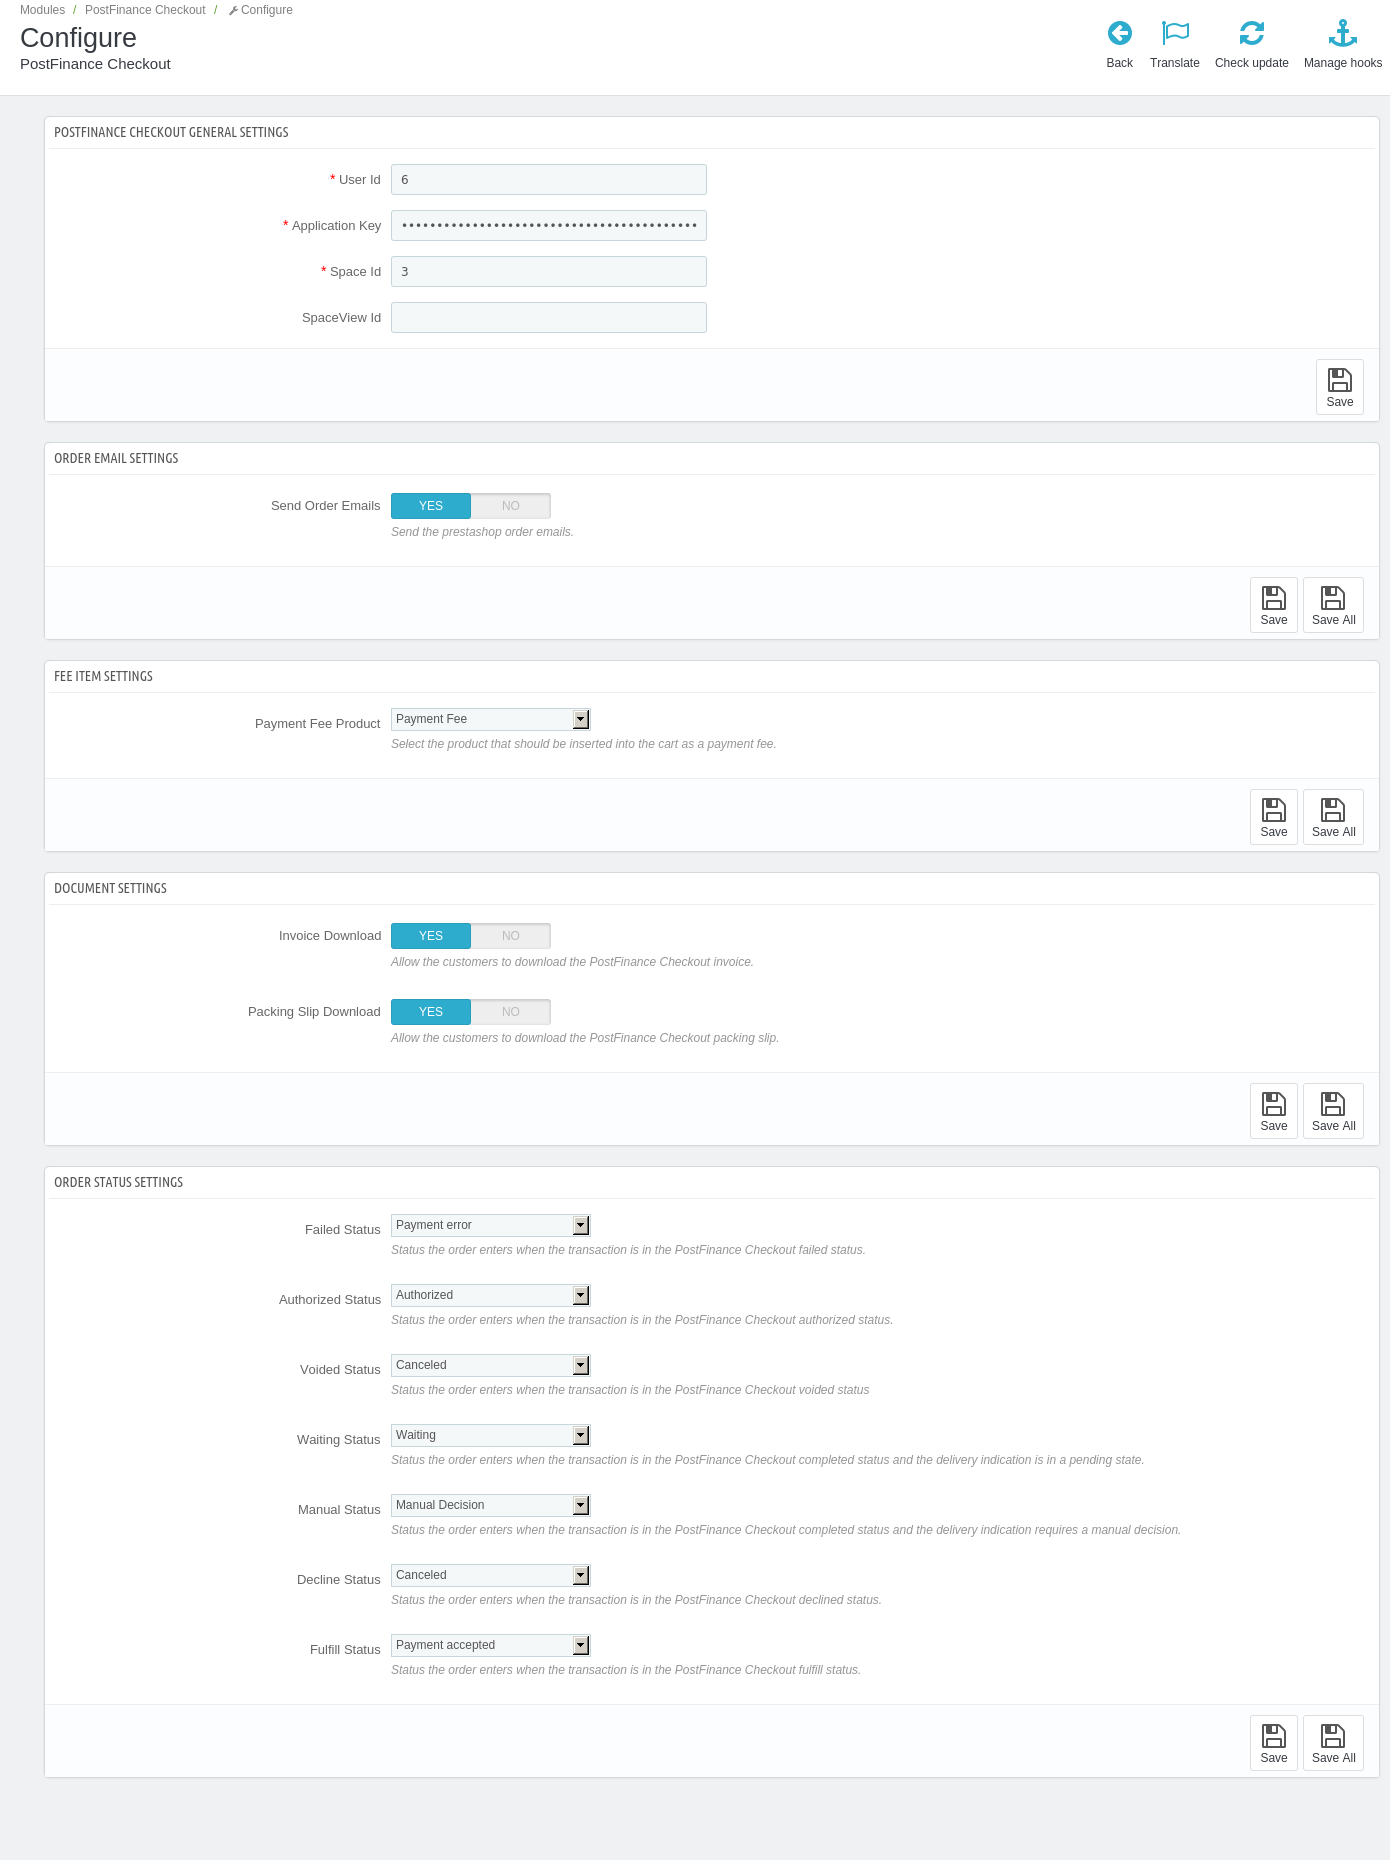 Modules / PostFinance Checkout / Configure
Configure
PostFinance Checkout
Back Translate Check update Manage hooks
POSTFINANCE CHECKOUT GENERAL SETTINGS
* User Id 6
* Application Key ••••••••••••••••••••••••••••••••••••••••••
* Space Id 3
SpaceView Id
Save
ORDER EMAIL SETTINGS
Send Order Emails YES NO
Send the prestashop order emails.
Save Save All
FEE ITEM SETTINGS
Payment Fee Product Payment Fee
Select the product that should be inserted into the cart as a payment fee.
Save Save All
DOCUMENT SETTINGS
Invoice Download YES NO
Allow the customers to download the PostFinance Checkout invoice.
Packing Slip Download YES NO
Allow the customers to download the PostFinance Checkout packing slip.
Save Save All
ORDER STATUS SETTINGS
Failed Status Payment error
Status the order enters when the transaction is in the PostFinance Checkout failed status.
Authorized Status Authorized
Status the order enters when the transaction is in the PostFinance Checkout authorized status.
Voided Status Canceled
Status the order enters when the transaction is in the PostFinance Checkout voided status
Waiting Status Waiting
Status the order enters when the transaction is in the PostFinance Checkout completed status and the delivery indication is in a pending state.
Manual Status Manual Decision
Status the order enters when the transaction is in the PostFinance Checkout completed status and the delivery indication requires a manual decision.
Decline Status Canceled
Status the order enters when the transaction is in the PostFinance Checkout declined status.
Fulfill Status Payment accepted
Status the order enters when the transaction is in the PostFinance Checkout fulfill status.
Save Save All